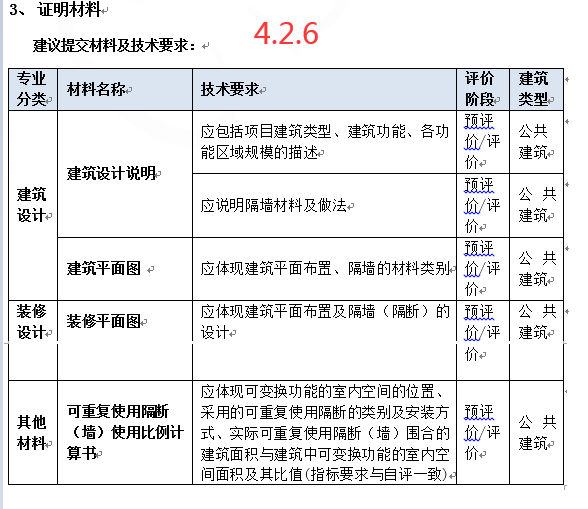 3、 证明材料
4.2.6
建议提交材料及技术要求：
专业
分类
材料名称
技术要求
评价
阶段
建筑
类型
建筑
设计
建筑设计说明
应包括项目建筑类型、建筑功能、各功
能区域规模的描述
预评
价/评
价
公共
建筑
应说明隔墙材料及做法
预评
价/评
价
公 共
建筑
建筑平面图
应体现建筑平面布置、隔墙的材料类别
预评
价/评
价
公 共
建筑
装修
设计
装修平面图
应体现建筑平面布置及隔墙（隔断）的
设计
预评
价/评
价
公 共
建筑
其他
材料
可重复使用隔断
（墙）使用比例计
算书
应体现可变换功能的室内空间的位置、
采用的可重复使用隔断的类别及安装方
式、实际可重复使用隔断（墙）围合的
建筑面积与建筑中可变换功能的室内空
间面积及其比值(指标要求与自评一致)
预评
价/评
价
公 共
建筑